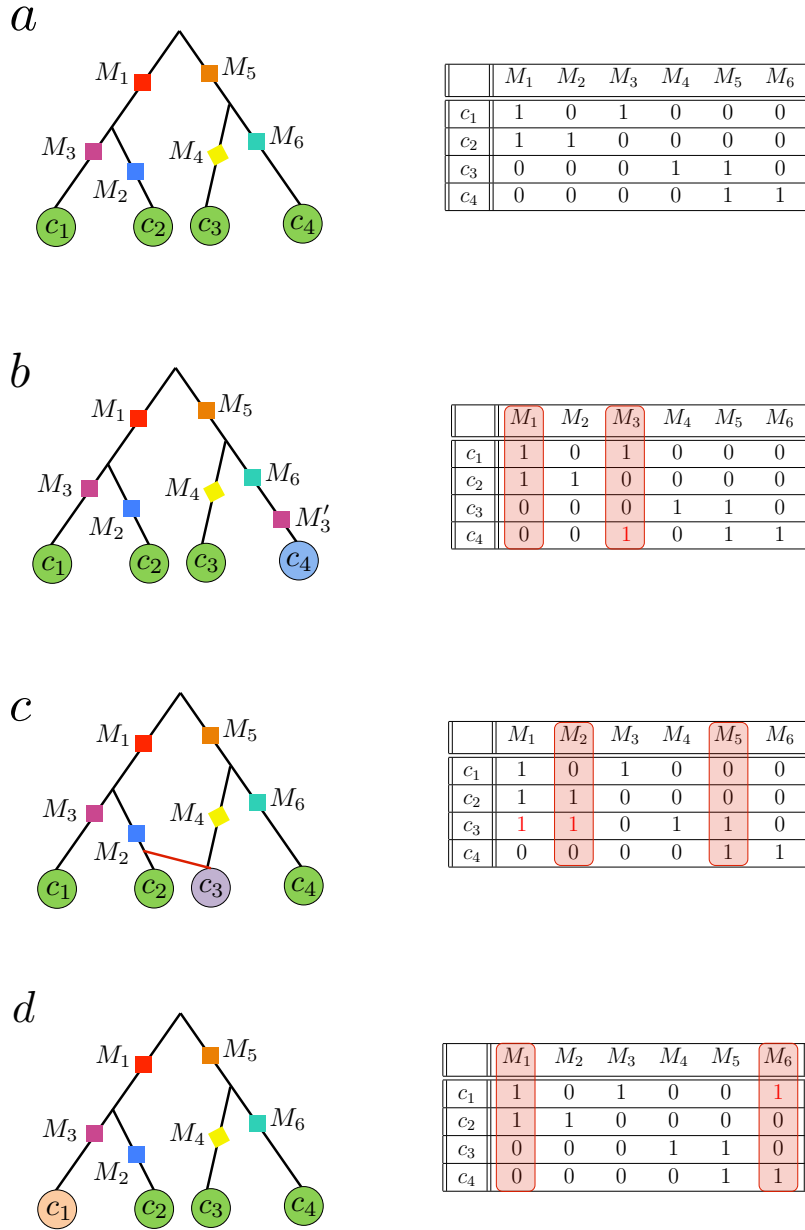 a
M₁ M₅
M₃ M₂ M₄ M₆
c₁ c₂ c₃ c₄
M₁ M₂ M₃ M₄ M₅ M₆
c₁ 1 0 1 0 0 0
c₂ 1 1 0 0 0 0
c₃ 0 0 0 1 1 0
c₄ 0 0 0 0 1 1
b
M₁ M₅
M₃ M₂ M₄ M₆
M₃′
c₁ c₂ c₃ c₄
M₁ M₂ M₃ M₄ M₅ M₆
c₁ 1 0 1 0 0 0
c₂ 1 1 0 0 0 0
c₃ 0 0 0 1 1 0
c₄ 0 0 1 0 1 1
c
M₁ M₅
M₃ M₂ M₄ M₆
c₁ c₂ c₃ c₄
M₁ M₂ M₃ M₄ M₅ M₆
c₁ 1 0 1 0 0 0
c₂ 1 1 0 0 0 0
c₃ 1 1 0 1 1 0
c₄ 0 0 0 0 1 1
d
M₁ M₅
M₃ M₂ M₄ M₆
c₁ c₂ c₃ c₄
M₁ M₂ M₃ M₄ M₅ M₆
c₁ 1 0 1 0 0 1
c₂ 1 1 0 0 0 0
c₃ 0 0 0 1 1 0
c₄ 0 0 0 0 1 1